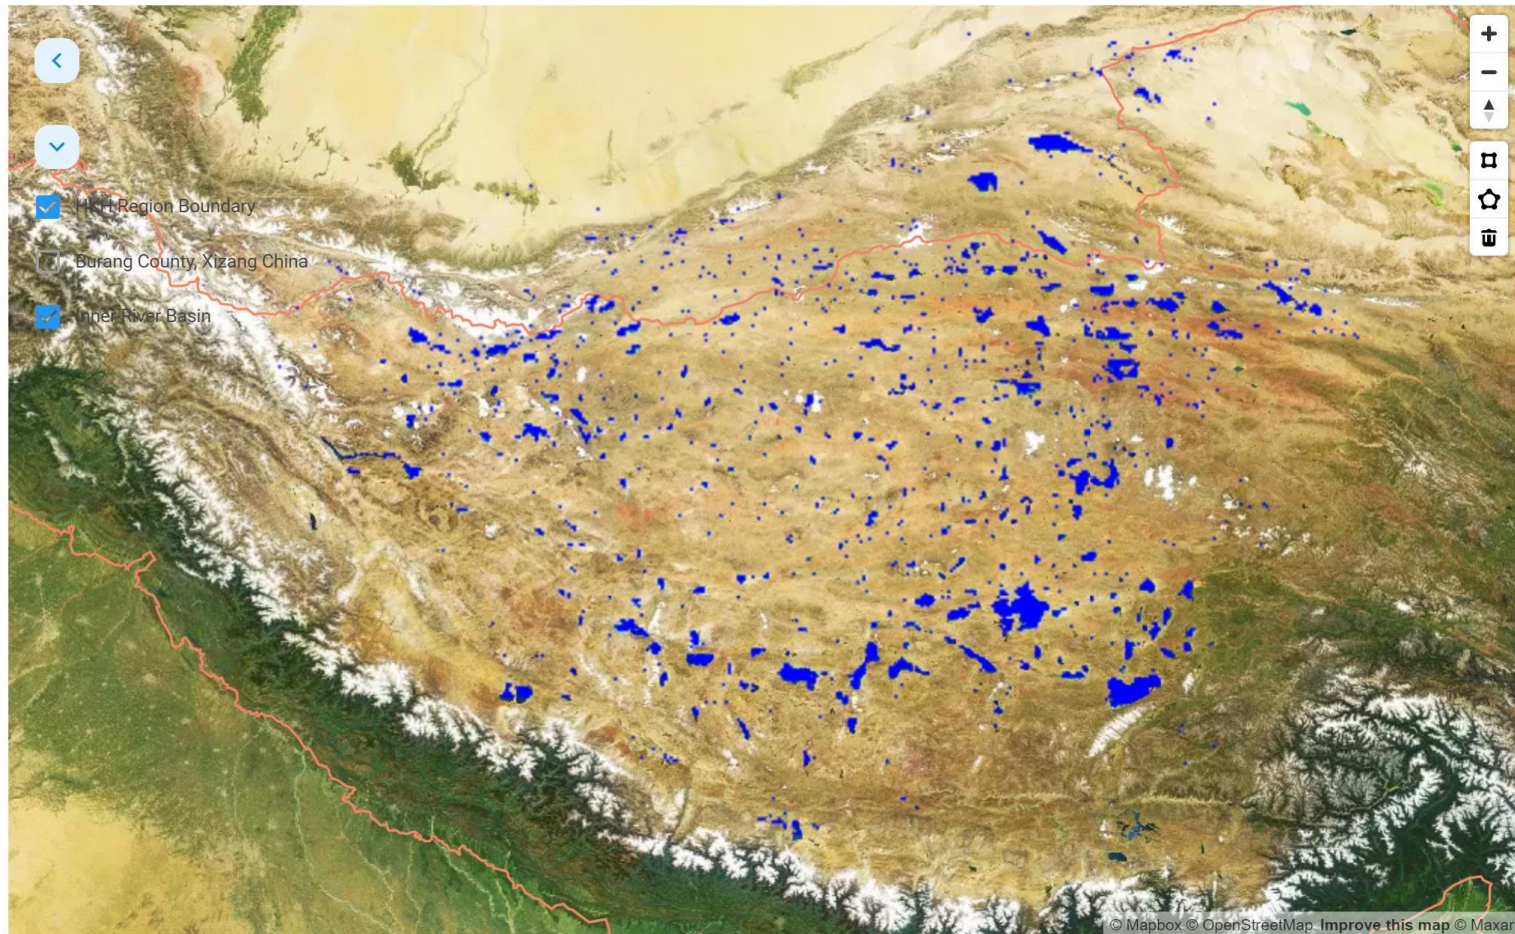 HKH Region Boundary
Burang County, Xizang China
Inner River Basin
© Mapbox © OpenStreetMap Improve this map © Maxar